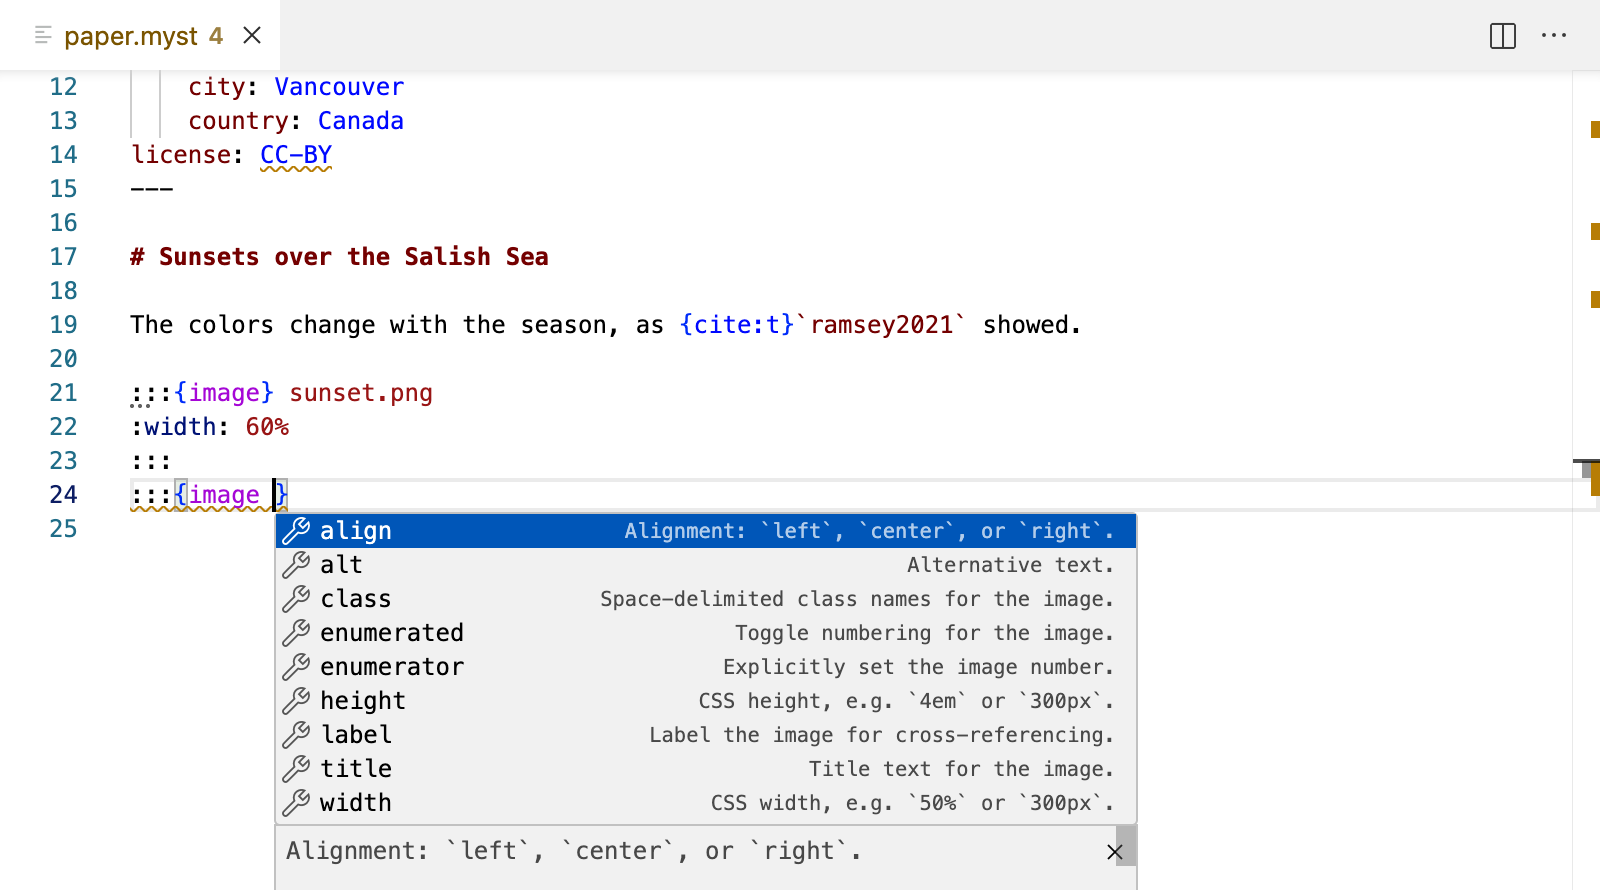 paper.myst 4
12 city: Vancouver
13 country: Canada
14 license: CC-BY
15 ---
16
17 # Sunsets over the Salish Sea
18
19 The colors change with the season, as {cite:t}`ramsey2021` showed.
20
21 :::{image} sunset.png
22 :width: 60%
23 :::
24 :::{image }
25
align Alignment: `left`, `center`, or `right`.
alt Alternative text.
class Space-delimited class names for the image.
enumerated Toggle numbering for the image.
enumerator Explicitly set the image number.
height CSS height, e.g. `4em` or `300px`.
label Label the image for cross-referencing.
title Title text for the image.
width CSS width, e.g. `50%` or `300px`.
Alignment: `left`, `center`, or `right`.